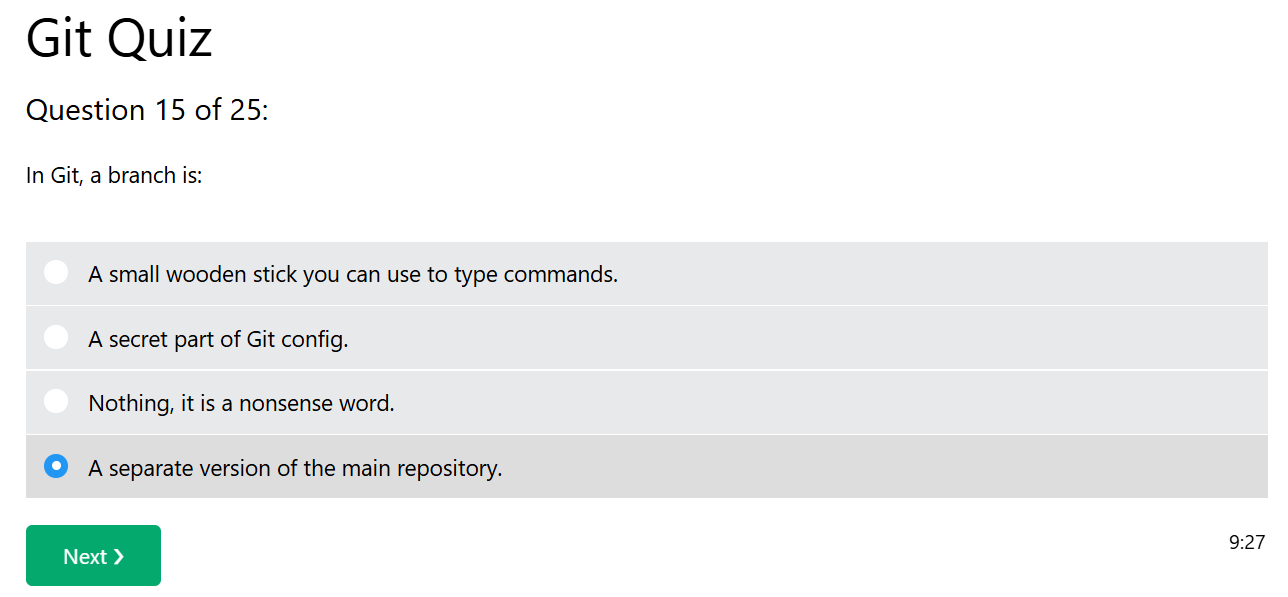 Git Quiz
Question 15 of 25:
In Git, a branch is:
A small wooden stick you can use to type commands.
A secret part of Git config.
Nothing, it is a nonsense word.
A separate version of the main repository.
Next ❯
9:27